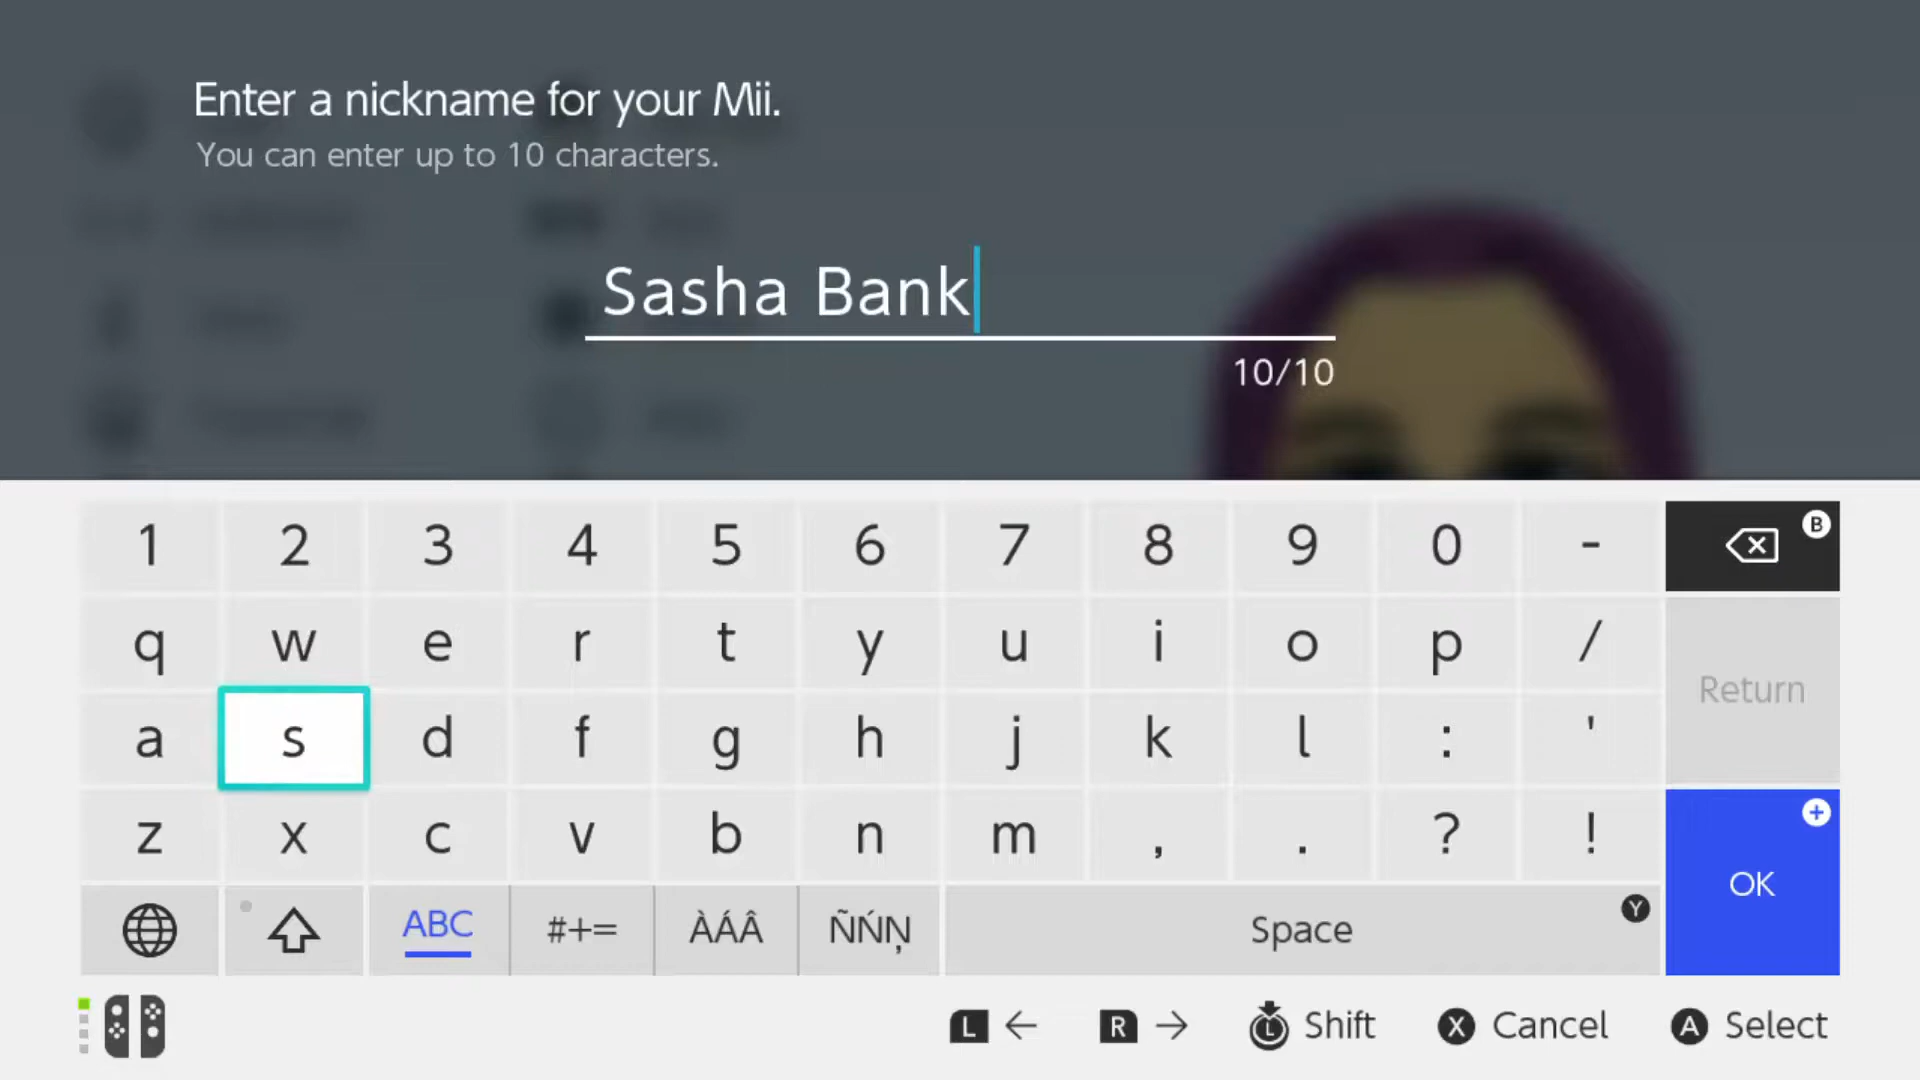 Enter a nickname for your Mii.
You can enter up to 10 characters.
Sasha Bank
10/10
1 2 3 4 5 6 7 8 9 0 - B
q w e r t y u i o p / Return
a s d f g h j k l : '
z x c v b n m , . ? ! + OK
ABC #+= ÀÁÂ ÑŃŅ Space Y
L ← R → L Shift X Cancel A Select